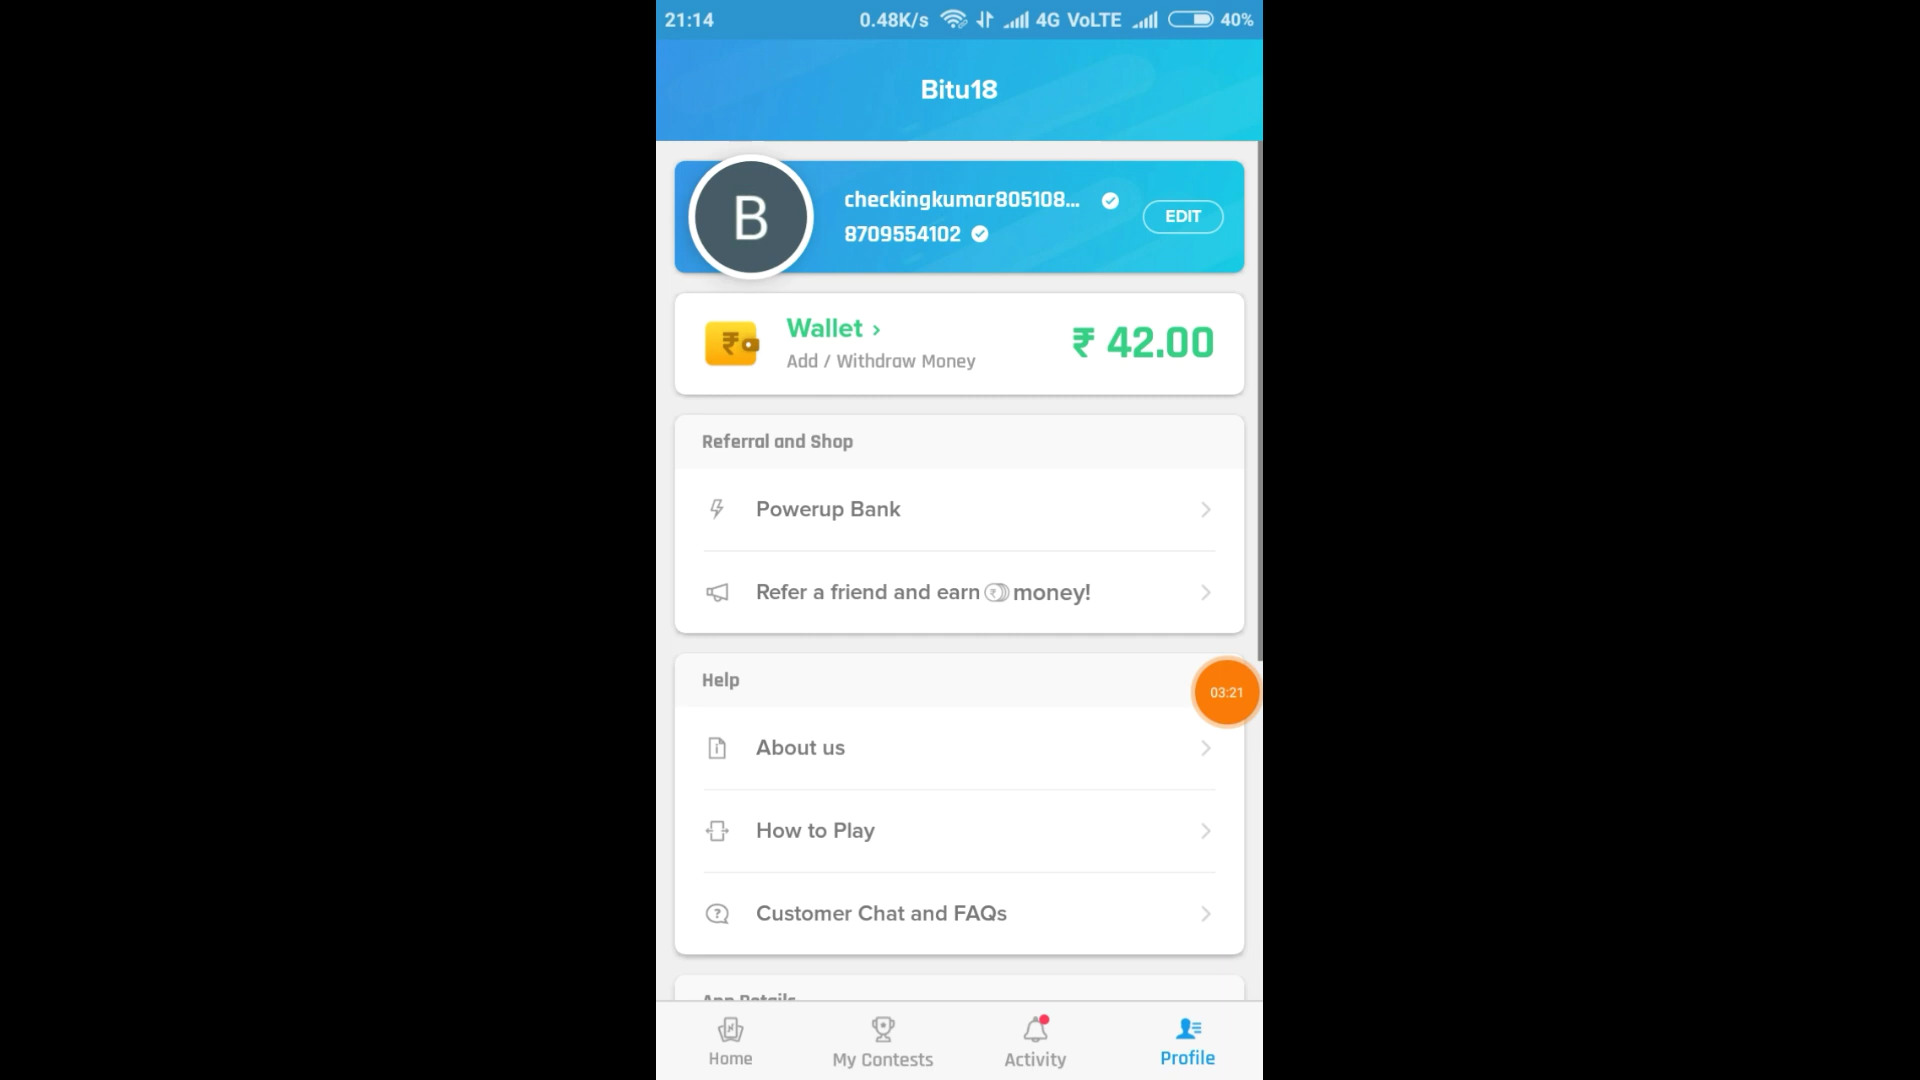 21:14 0.48K/s 4G VoLTE 40%
Bitu18
B
checkingkumar805108...
8709554102
EDIT
Wallet ›
Add / Withdraw Money
₹ 42.00
Referral and Shop
Powerup Bank
Refer a friend and earn money!
Help
03:21
About us
How to Play
Customer Chat and FAQs
App Details
Home
My Contests
Activity
Profile